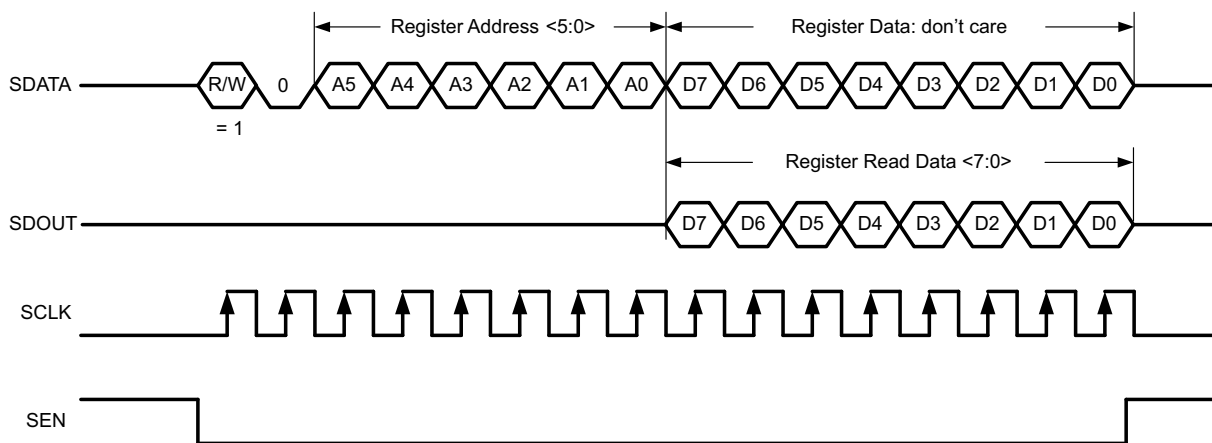 Register Address <5:0>
Register Data: don't care
SDATA
R/W 0 A5 A4 A3 A2 A1 A0 D7 D6 D5 D4 D3 D2 D1 D0
= 1
Register Read Data <7:0>
SDOUT
D7 D6 D5 D4 D3 D2 D1 D0
SCLK
SEN